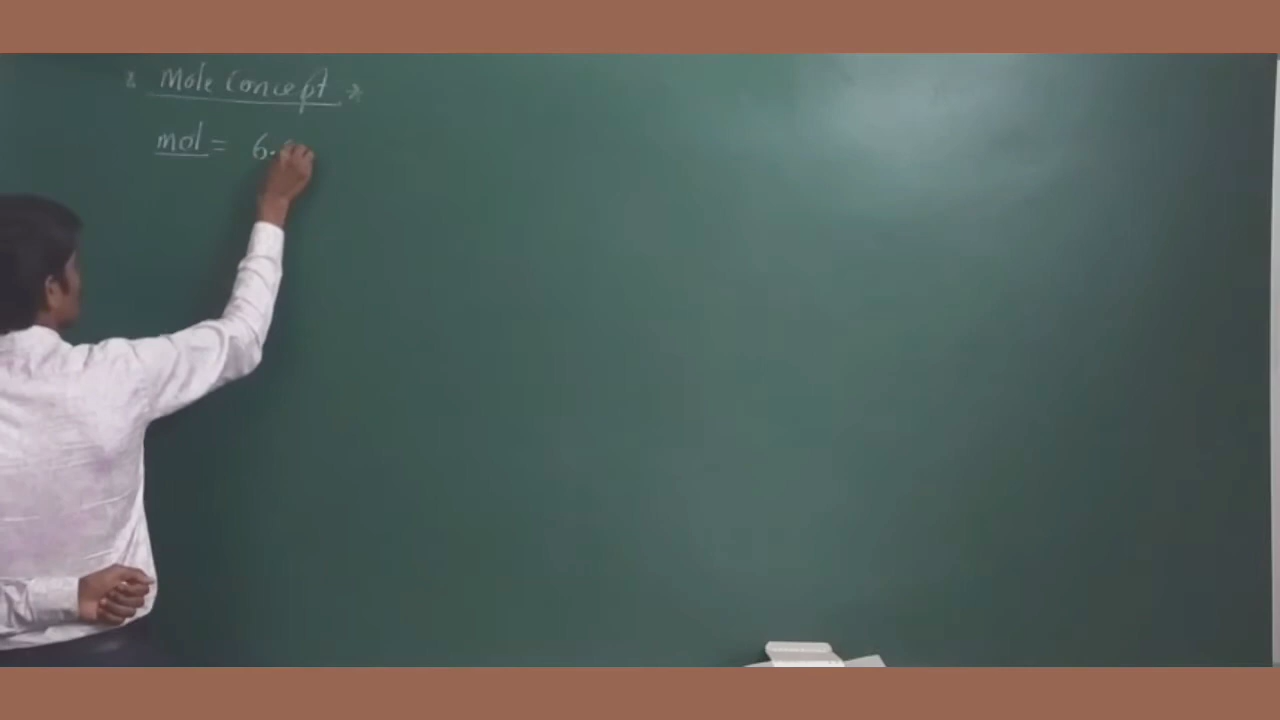 * Mole Concept *
mol = 6.